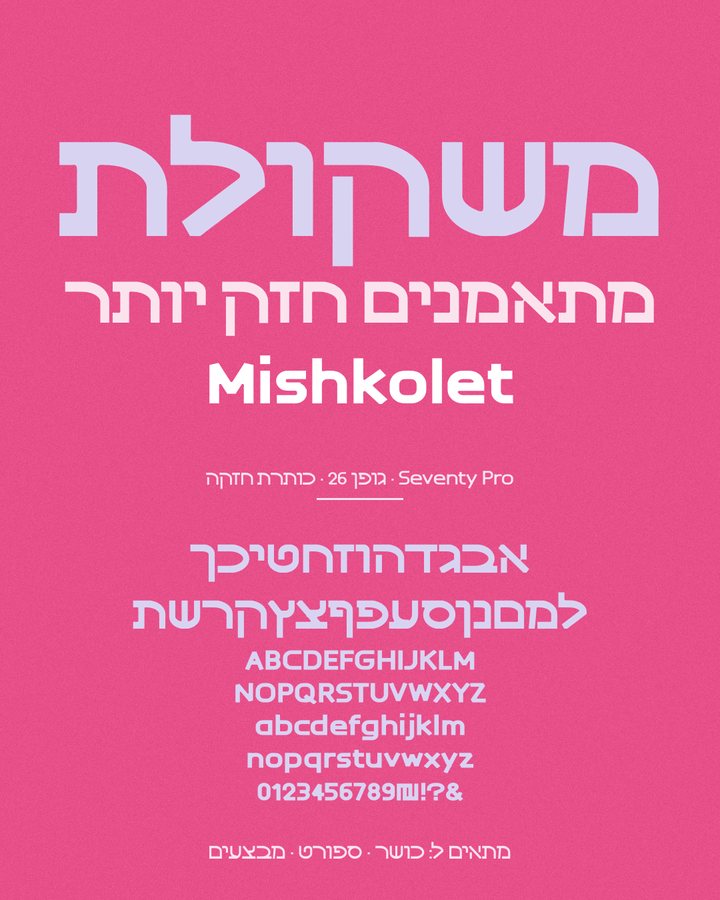 משקולת
מתאמנים חזק יותר
Mishkolet
Seventy Pro · גופן 26 · כותרת חזקה
אבגדהוזחטיכך
למםנןסעפףצץקרשת
ABCDEFGHIJKLM
NOPQRSTUVWXYZ
abcdefghijklm
nopqrstuvwxyz
0123456789₪!?&
מתאים ל: כושר · ספורט · מבצעים